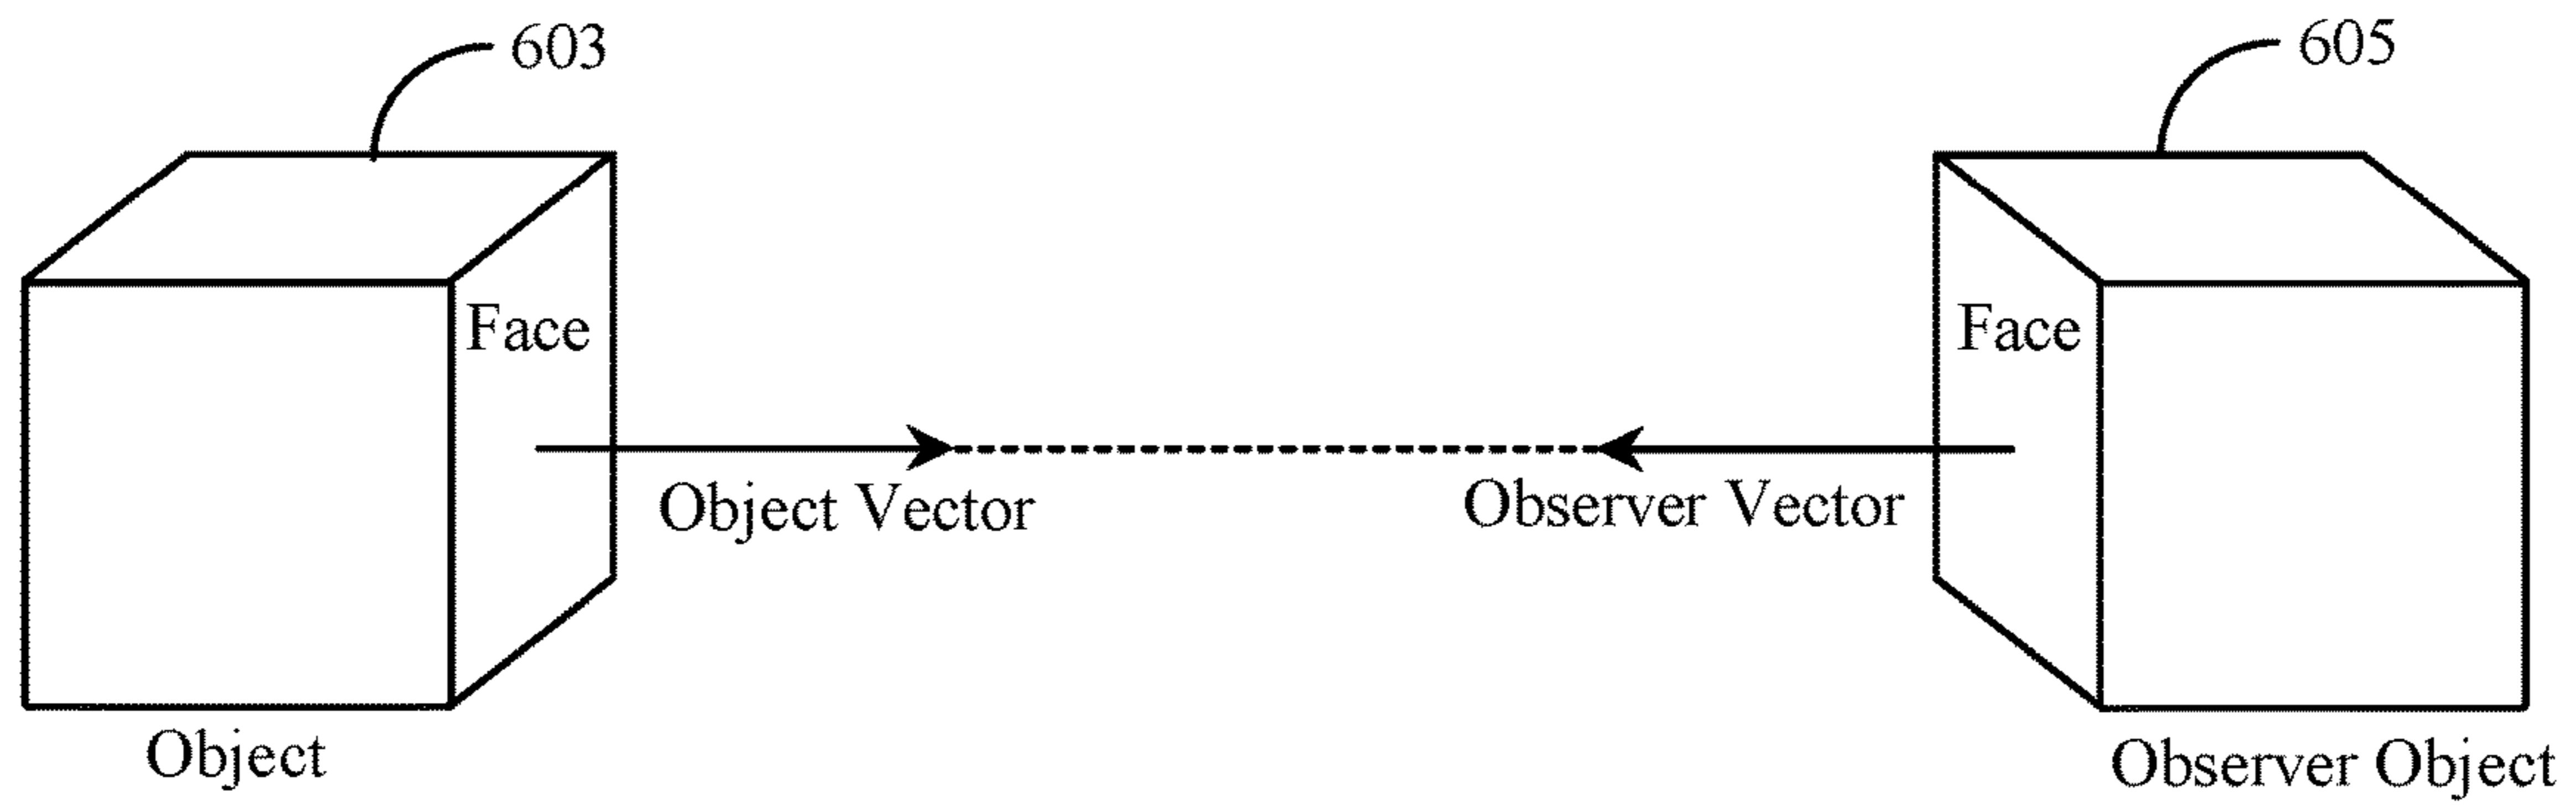 603
605
Face
Face
Object Vector
Observer Vector
Object
Observer Object